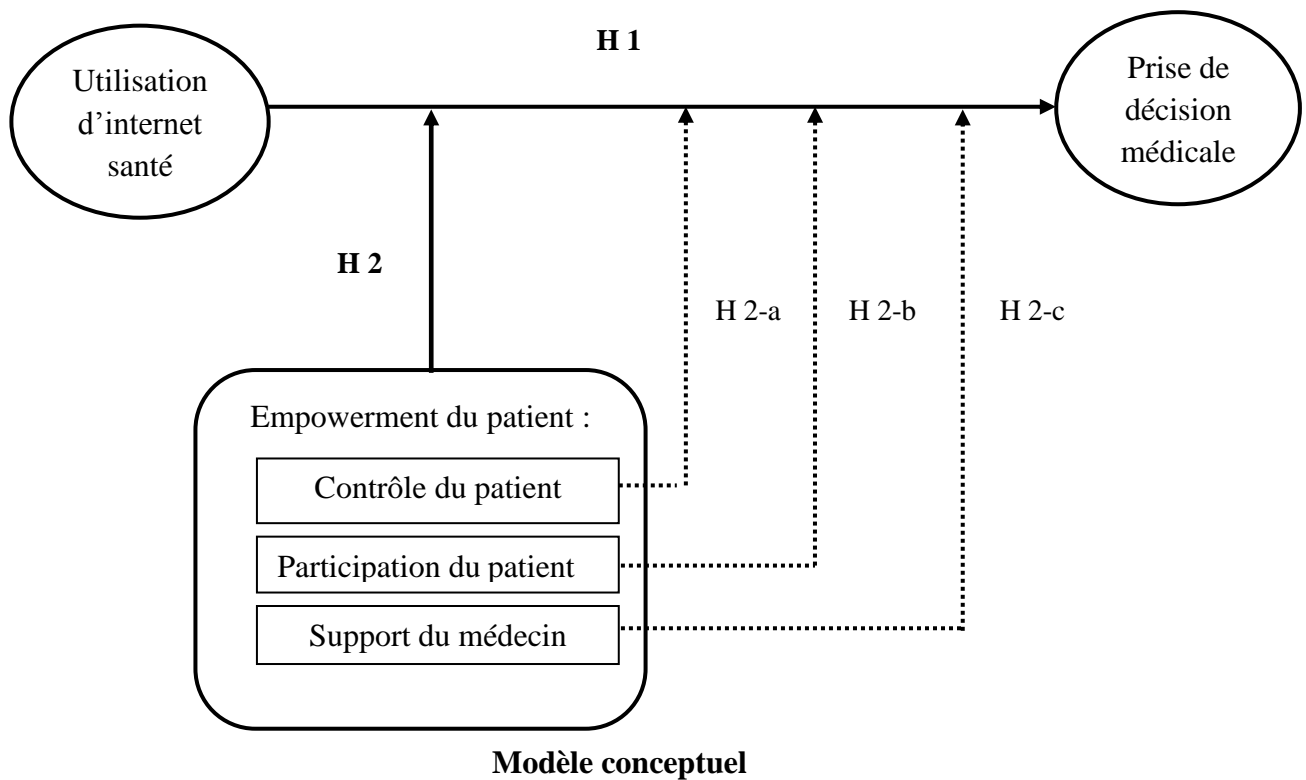 H 1
Utilisation
d’internet
santé
Prise de
décision
médicale
H 2
H 2-a
H 2-b
H 2-c
Empowerment du patient :
Contrôle du patient
Participation du patient
Support du médecin
Modèle conceptuel